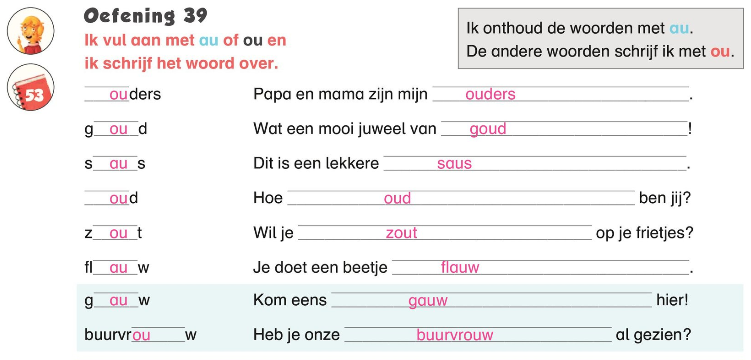 Oefening 39
Ik vul aan met au of ou en
ik schrijf het woord over.
Ik onthoud de woorden met au.
De andere woorden schrijf ik met ou.
53
ouders Papa en mama zijn mijn ouders.
goud Wat een mooi juweel van goud!
saus Dit is een lekkere saus.
oud Hoe oud ben jij?
zout Wil je zout op je frietjes?
flauw Je doet een beetje flauw.
gauw Kom eens gauw hier!
buurvrouw Heb je onze buurvrouw al gezien?